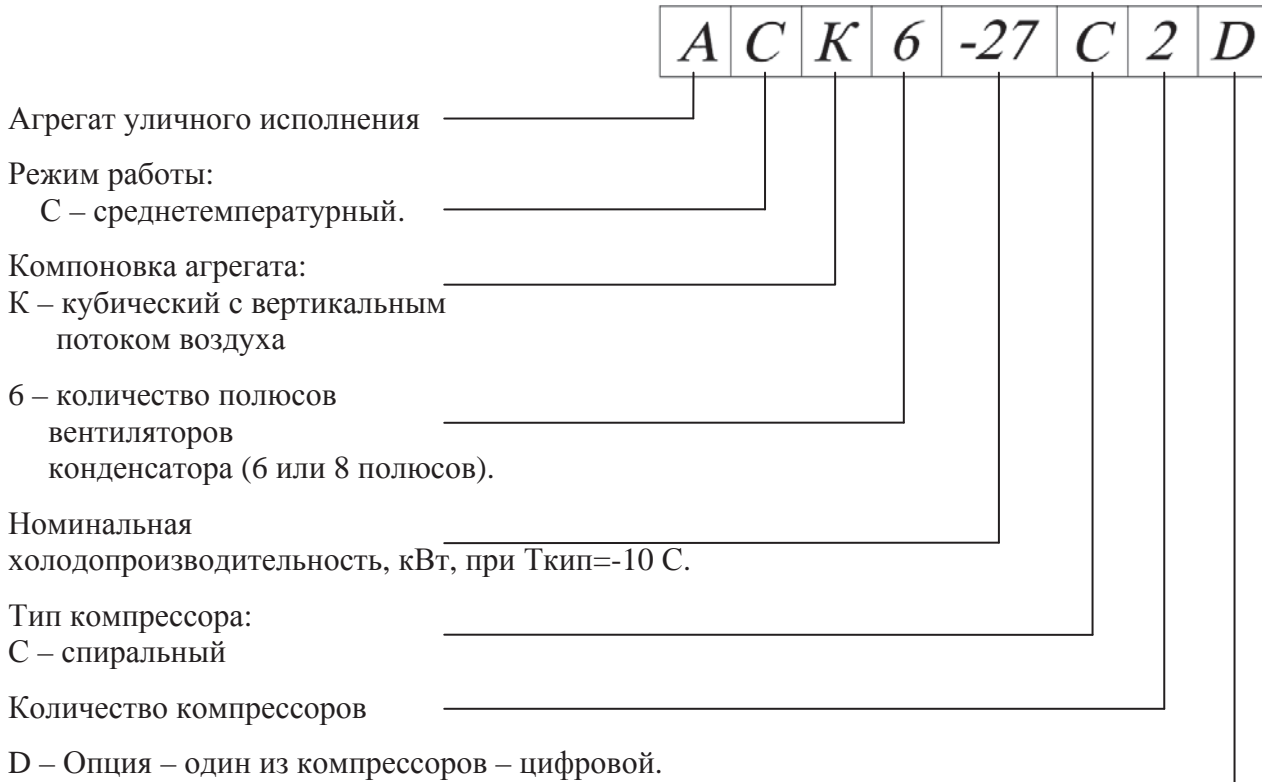 А С К 6 -27 С 2 D
Агрегат уличного исполнения
Режим работы:
С – среднетемпературный.
Компоновка агрегата:
К – кубический с вертикальным
потоком воздуха
6 – количество полюсов
вентиляторов
конденсатора (6 или 8 полюсов).
Номинальная
холодопроизводительность, кВт, при Ткип=-10 С.
Тип компрессора:
С – спиральный
Количество компрессоров
D – Опция – один из компрессоров – цифровой.